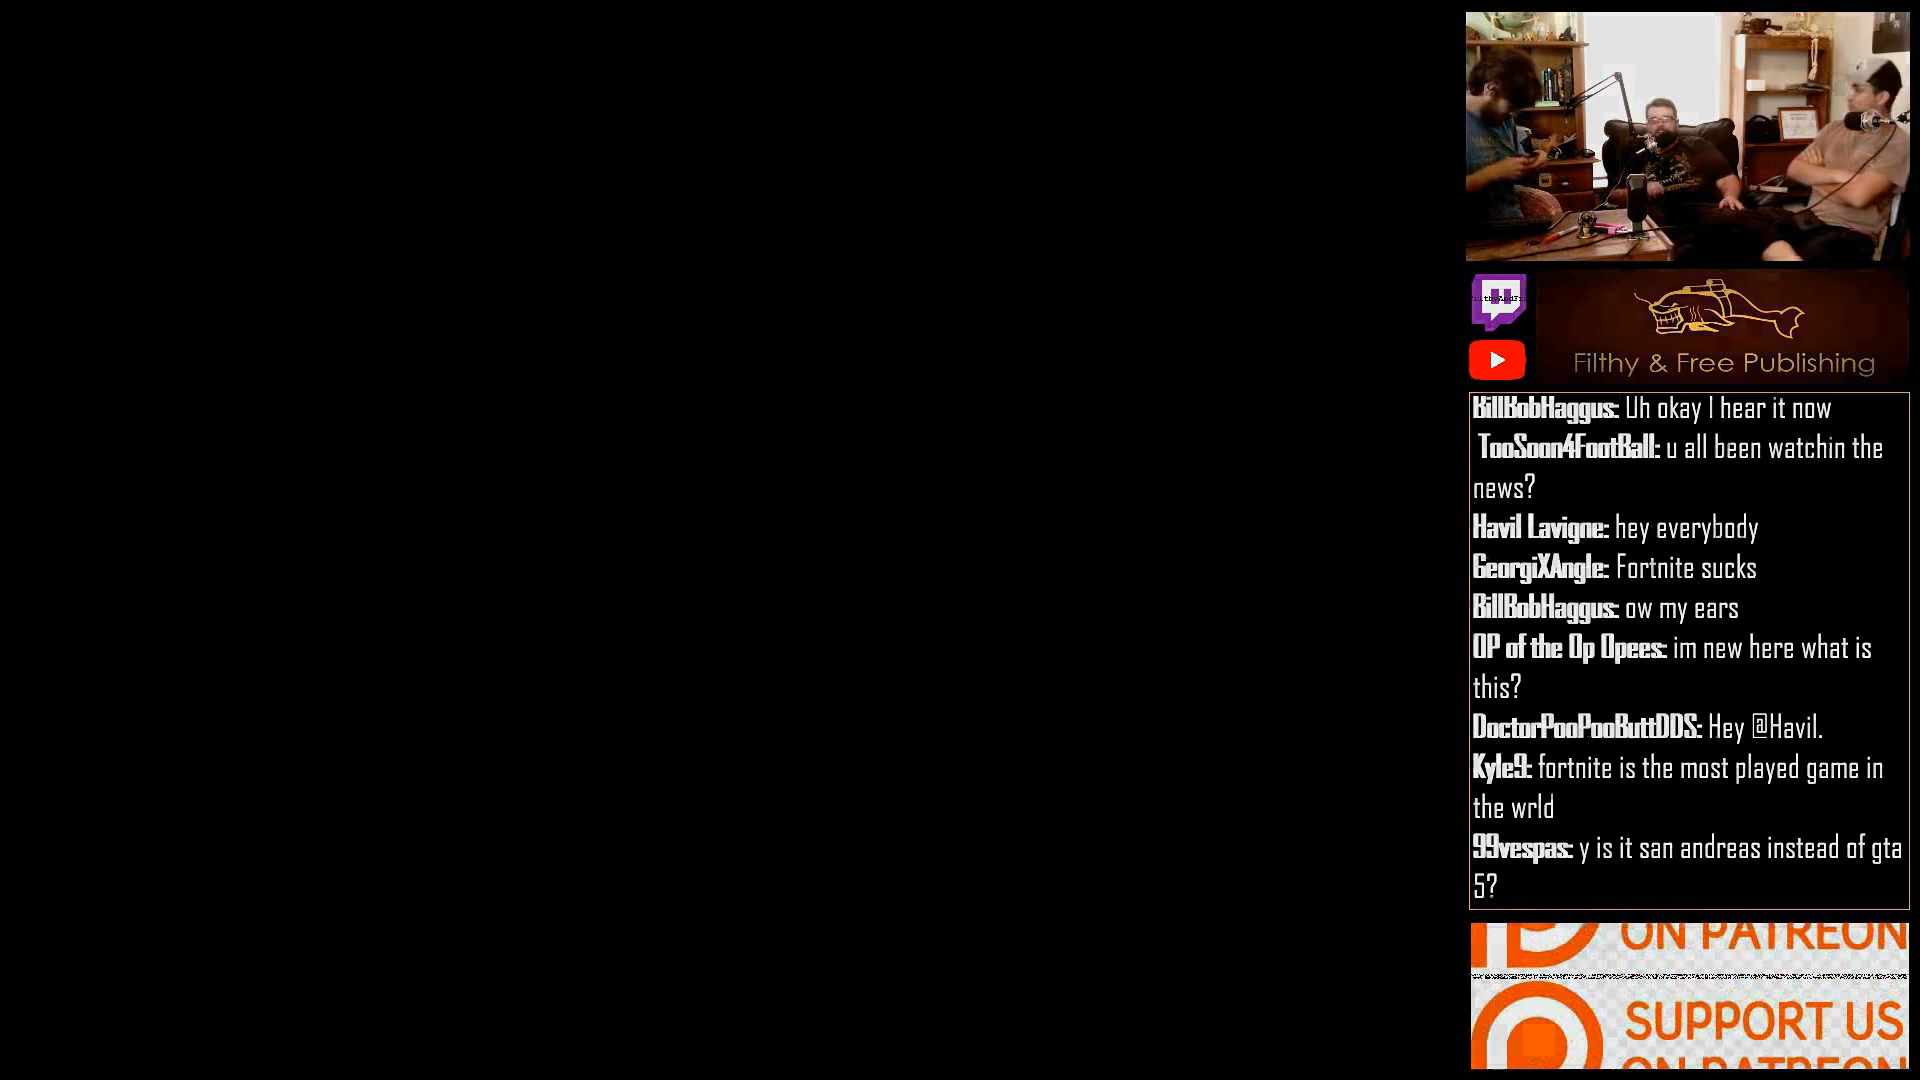 Filthy & Free Publishing
BillBobHaggus: Uh okay I hear it now
TooSoon4FootBall: u all been watchin the
news?
Havil Lavigne: hey everybody
GeorgiXAngle: Fortnite sucks
BillBobHaggus: ow my ears
OP of the Op Opees: im new here what is
this?
DoctorPooPooButtDDS: Hey @Havil.
Kyle9: fortnite is the most played game in
the wrld
99vespas: y is it san andreas instead of gta
5?
ON PATREON
SUPPORT US
ON PATREON